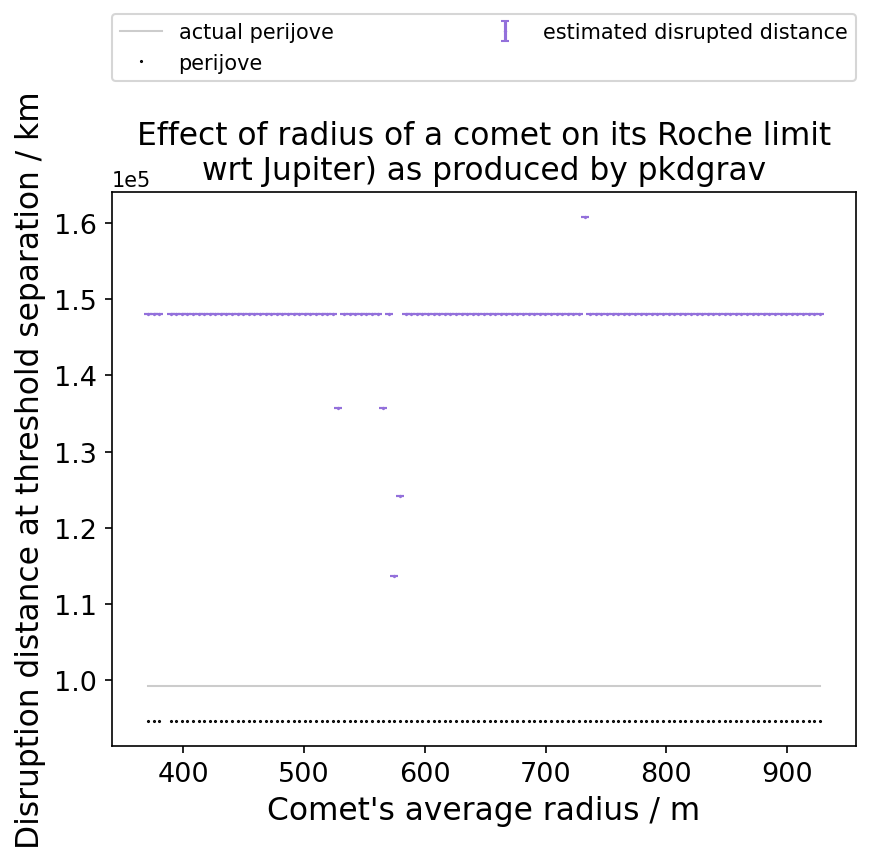 actual perijove
perijove
estimated disrupted distance
Effect of radius of a comet on its Roche limit
wrt Jupiter) as produced by pkdgrav
1e5
1.6
1.5
1.4
1.3
1.2
1.1
1.0
Disruption distance at threshold separation / km
400 500 600 700 800 900
Comet's average radius / m